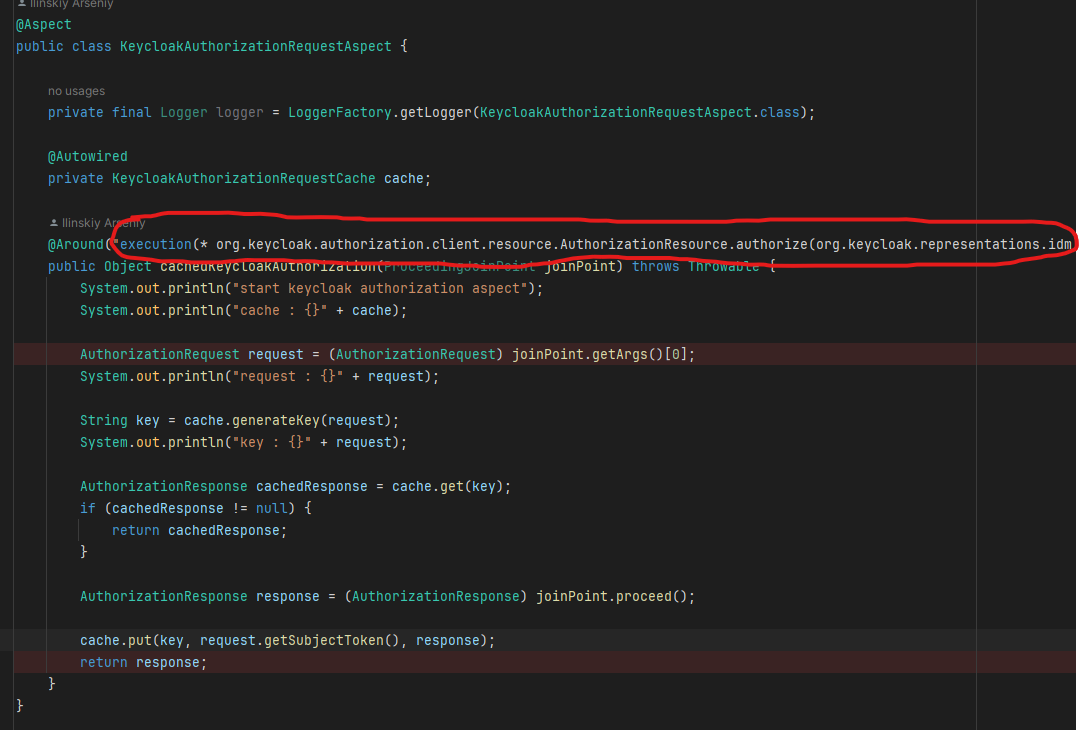 Ilinskiy Arseniy
@Aspect
public class KeycloakAuthorizationRequestAspect {
no usages
private final Logger logger = LoggerFactory.getLogger(KeycloakAuthorizationRequestAspect.class);
@Autowired
private KeycloakAuthorizationRequestCache cache;
Ilinskiy Arseniy
@Around("execution(* org.keycloak.authorization.client.resource.AuthorizationResource.authorize(org.keycloak.representations.idm
public Object cachedKeycloakAuthorization(ProceedingJoinPoint joinPoint) throws Throwable {
System.out.println("start keycloak authorization aspect");
System.out.println("cache : {}" + cache);
AuthorizationRequest request = (AuthorizationRequest) joinPoint.getArgs()[0];
System.out.println("request : {}" + request);
String key = cache.generateKey(request);
System.out.println("key : {}" + request);
AuthorizationResponse cachedResponse = cache.get(key);
if (cachedResponse != null) {
return cachedResponse;
}
AuthorizationResponse response = (AuthorizationResponse) joinPoint.proceed();
cache.put(key, request.getSubjectToken(), response);
return response;
}
}